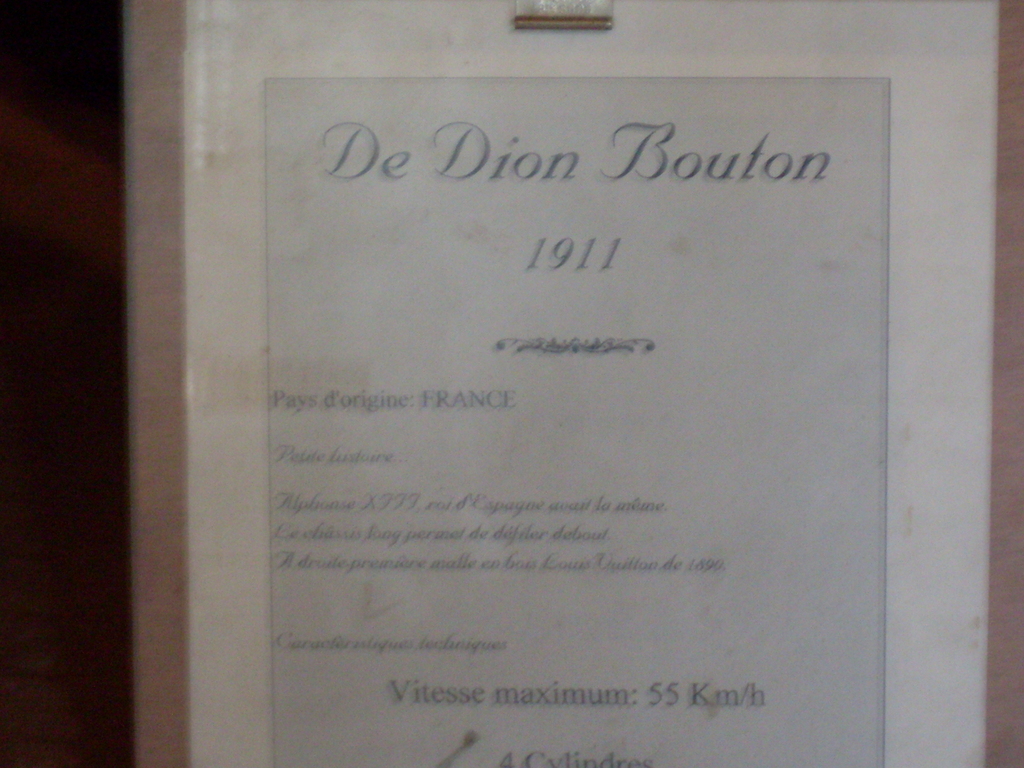 De Dion Bouton
1911
Pays d'origine: FRANCE
Petite histoire...
Alphonse XIII, roi d'Espagne avait la même.
Le châssis long permet de défiler debout.
A droite première malle en bois Louis Vuitton de
Caractéristiques techniques
Vitesse maximum: 55 Km/h
4 Cylindres